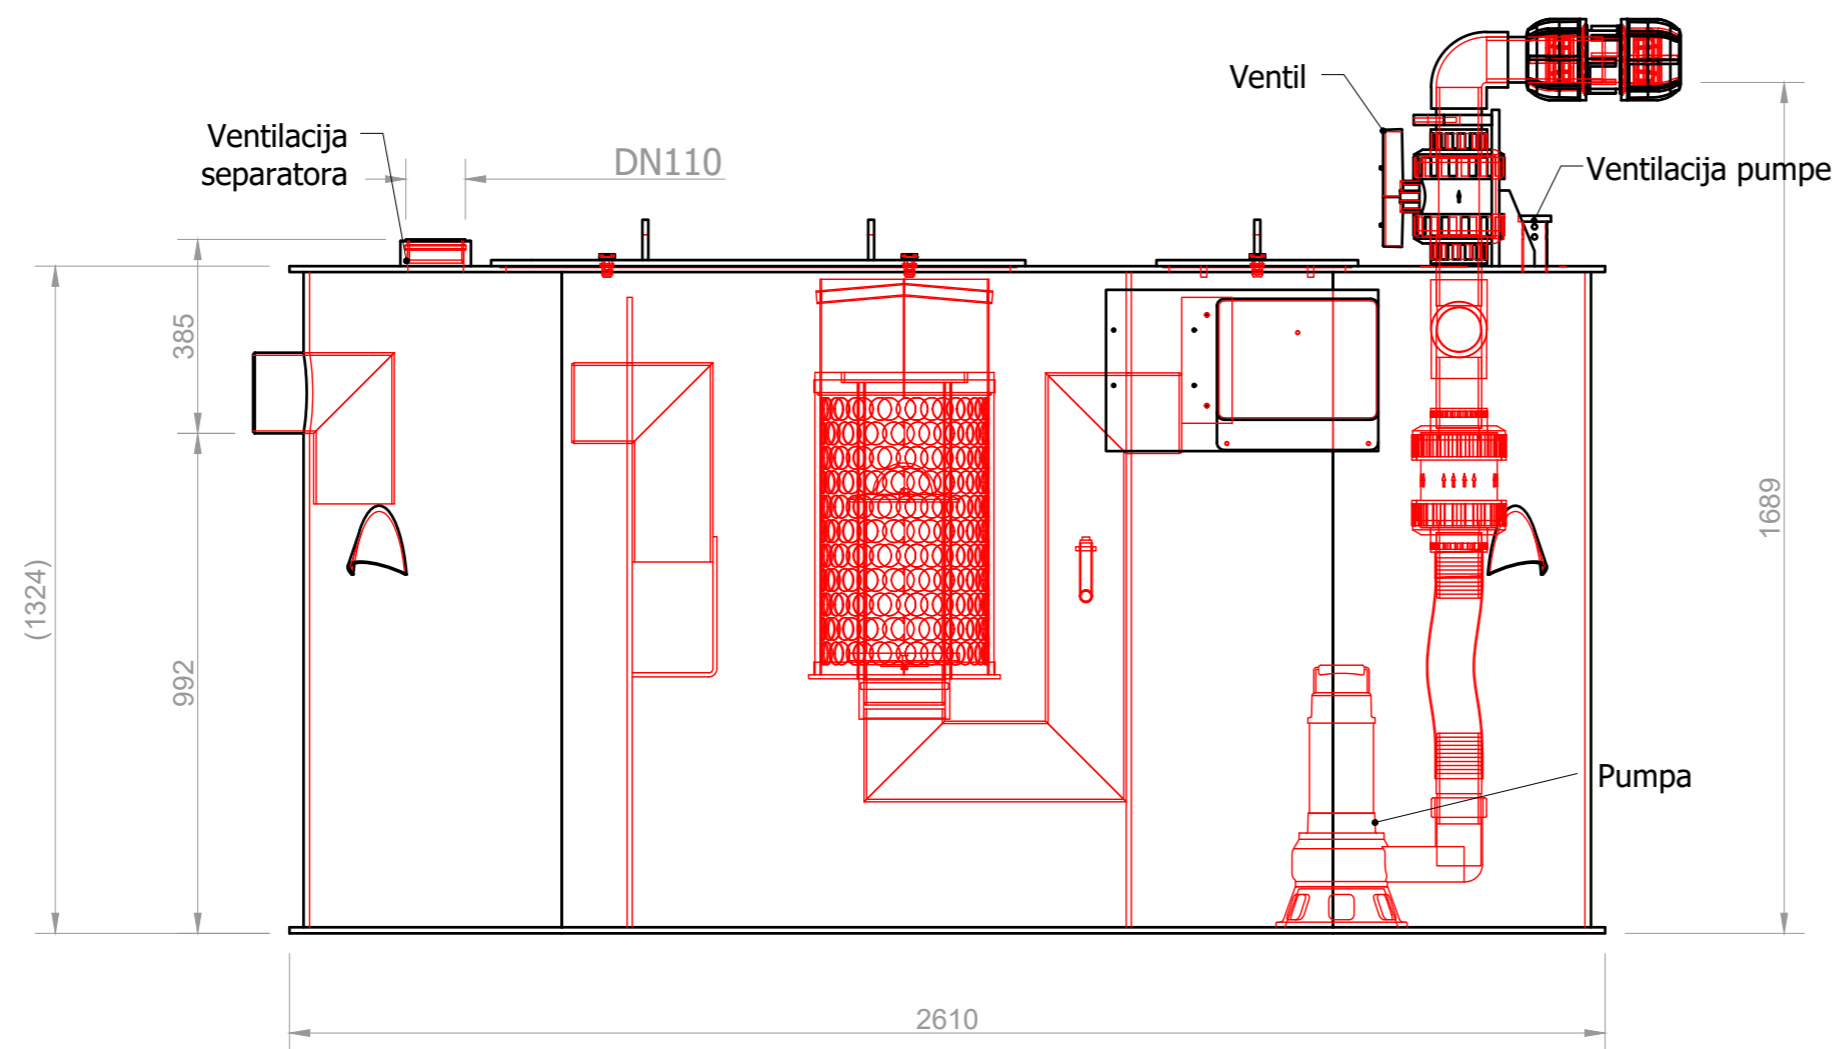 Ventil
Ventilacija
separatora
DN110
Ventilacija pumpe
385
1689
(1324)
992
Pumpa
2610